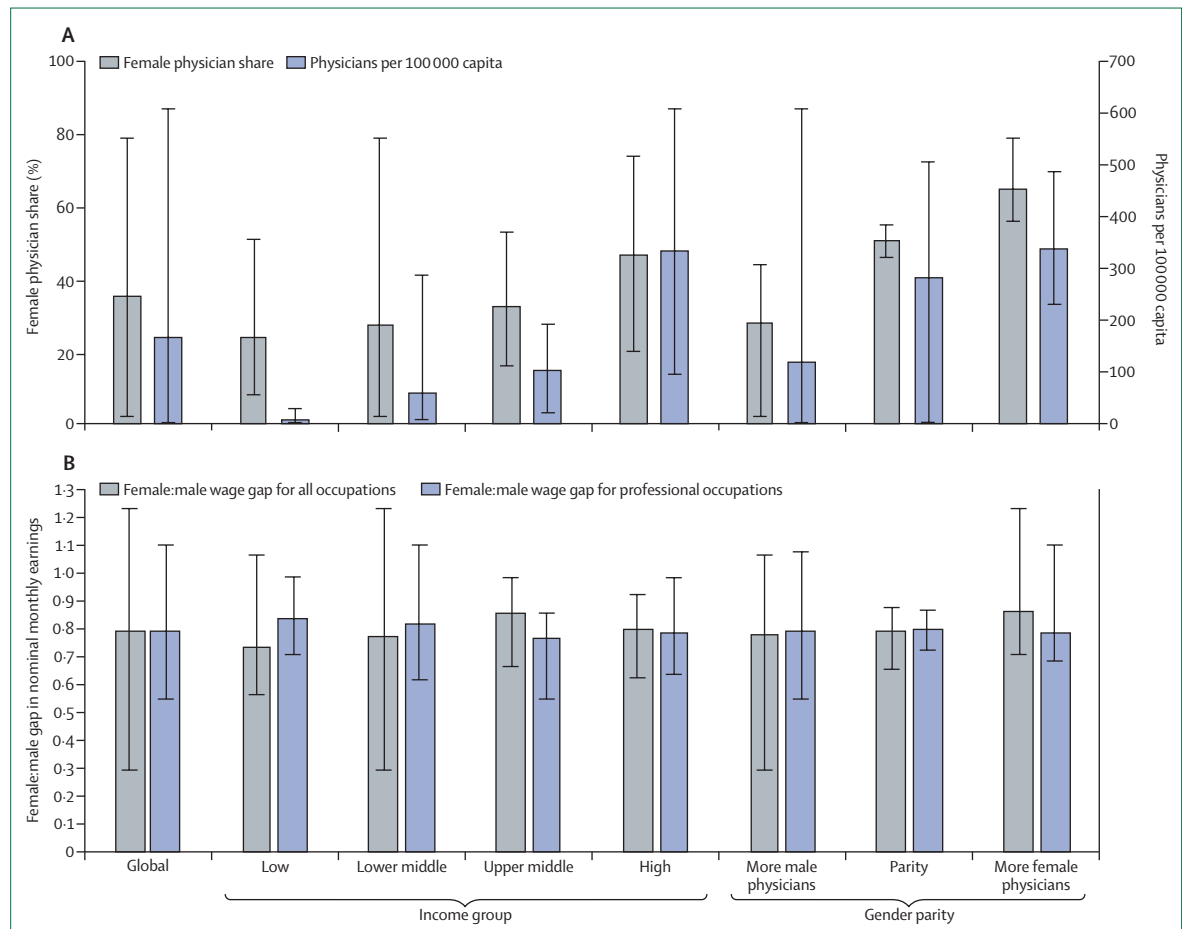 A
Female physician share
Physicians per 100 000 capita
100
80
60
40
20
0
Female physician share (%)
700
600
500
400
300
200
100
0
Physicians per 100 000 capita
B
Female:male wage gap for all occupations
Female:male wage gap for professional occupations
1·3
1·2
1·1
1·0
0·9
0·8
0·7
0·6
0·5
0·4
0·3
0·2
0·1
0
Female:male gap in nominal monthly earnings
Global
Low
Lower middle
Upper middle
High
More male
physicians
Parity
More female
physicians
Income group
Gender parity